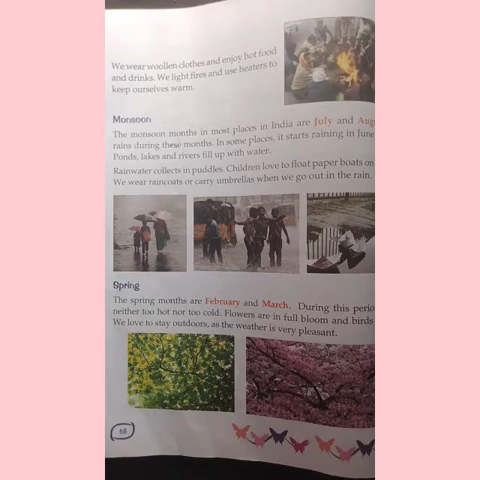 We wear woollen clothes and enjoy hot food
and drinks. We light fires and use heaters to
keep ourselves warm.
Monsoon
The monsoon months in most places in India are July and Aug
rains during these months. In some places, it starts raining in June
Ponds, lakes and rivers fill up with water.
Rainwater collects in puddles. Children love to float paper boats on
We wear raincoats or carry umbrellas when we go out in the rain.
Spring
The spring months are February and March. During this perio
neither too hot nor too cold. Flowers are in full bloom and birds
We love to stay outdoors, as the weather is very pleasant.
68